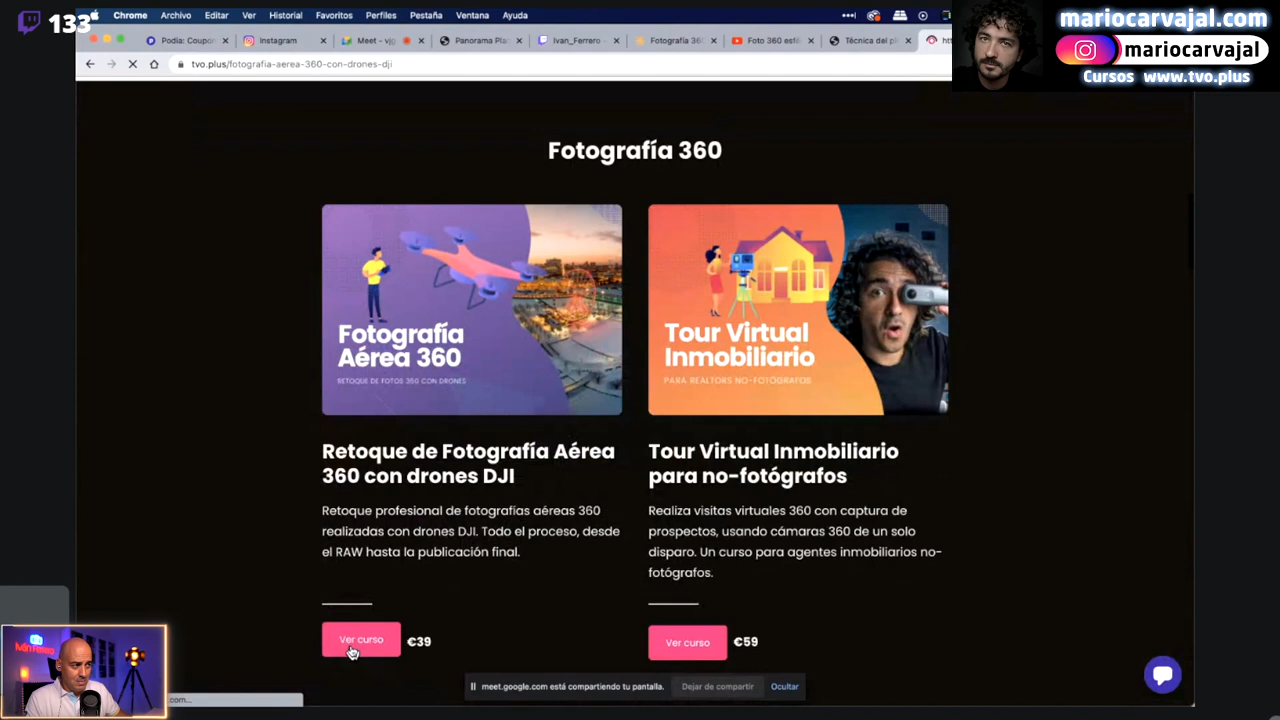 133
Chrome Archivo Editar Ver Historial Favoritos Perfiles Pestaña Ventana Ayuda
Podia: Coupon
Instagram
Meet – vjg
Panorama Pla
Ivan_Ferrero
Fotografía 36
Foto 360 esté
Técnica del pl
tvo.plus/fotografia-aerea-360-con-drones-dji
mariocarvajal.com
mariocarvajal
Cursos www.tvo.plus
Fotografía 360
Fotografía
Aérea 360
RETOQUE DE FOTOS 360 CON DRONES
Tour Virtual
Inmobiliario
PARA REALTORS NO-FOTÓGRAFOS
Retoque de Fotografía Aérea
360 con drones DJI
Retoque profesional de fotografías aéreas 360
realizadas con drones DJI. Todo el proceso, desde
el RAW hasta la publicación final.
Ver curso €39
Tour Virtual Inmobiliario
para no-fotógrafos
Realiza visitas virtuales 360 con captura de
prospectos, usando cámaras 360 de un solo
disparo. Un curso para agentes inmobiliarios no-
fotógrafos.
Ver curso €59
meet.google.com está compartiendo tu pantalla. Dejar de compartir Ocultar
Iván Ferrero